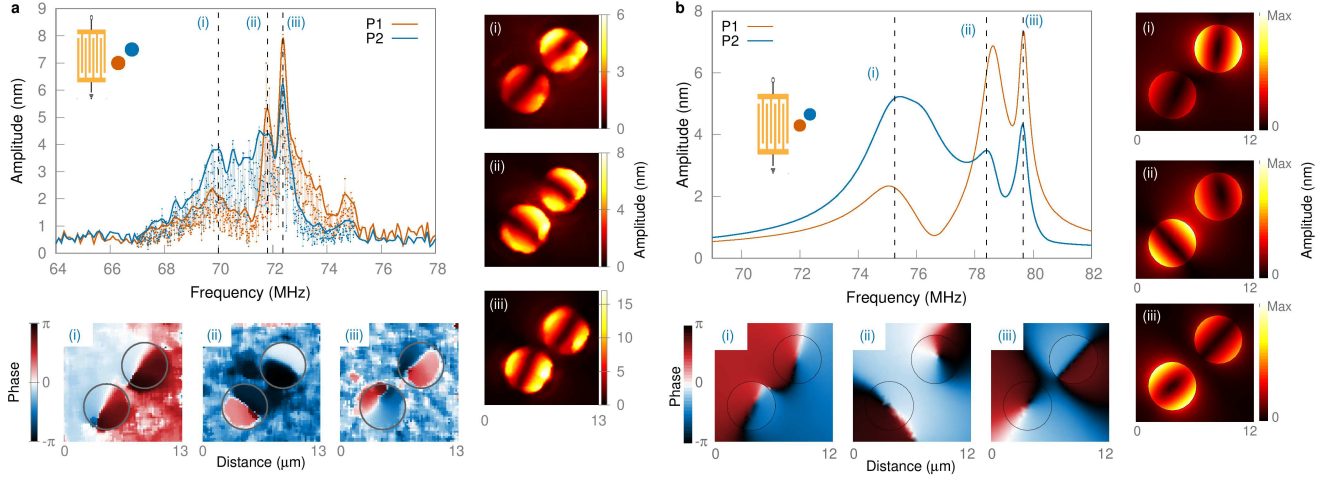 a
9
8
7
6
5
4
3
2
1
0
Amplitude (nm)
(i)
(ii)
(iii)
P1
P2
64
66
68
70
72
74
76
78
Frequency (MHz)
(i)
6
3
0
(ii)
8
4
0
(iii)
15
10
5
0
Amplitude (nm)
0
13
Phase
π
0
-π
(i)
(ii)
(iii)
0
13
0
13
0
13
Distance (μm)
b
8
6
4
2
0
Amplitude (nm)
(i)
(ii)
(iii)
P1
P2
70
72
74
76
78
80
82
Frequency (MHz)
(i)
Max
0
0
12
(ii)
Max
0
0
12
(iii)
Max
0
0
12
Amplitude (nm)
Phase
π
0
-π
(i)
(ii)
(iii)
0
12
0
12
0
12
Distance (μm)